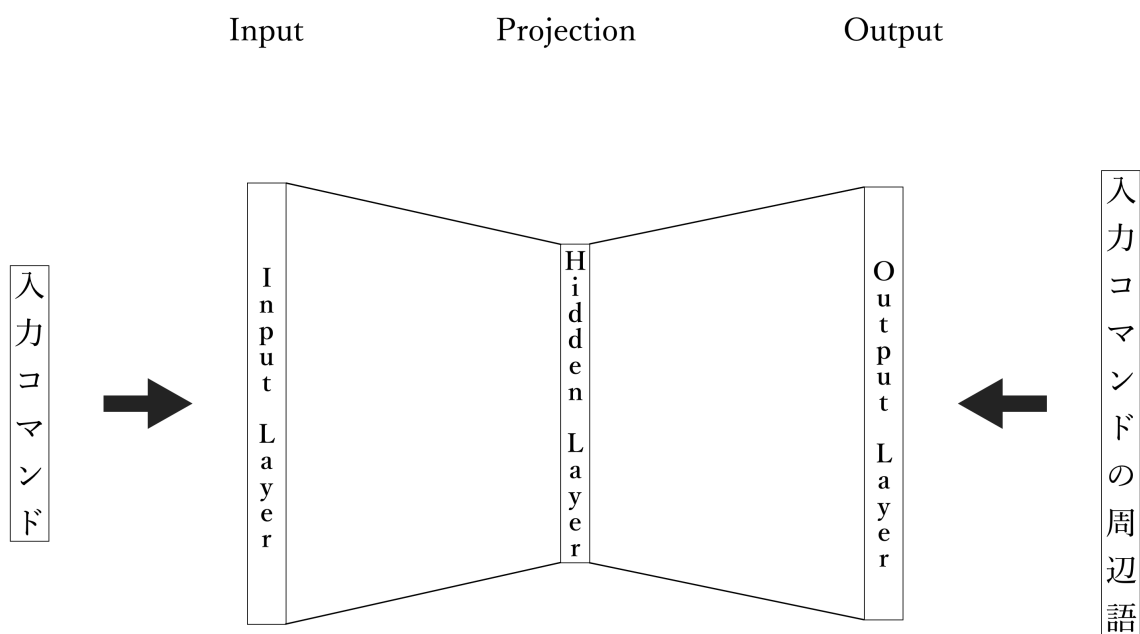 Input
Projection
Output
入力コマンド
Input Layer
Hidden Layer
Output Layer
入力コマンドの周辺語